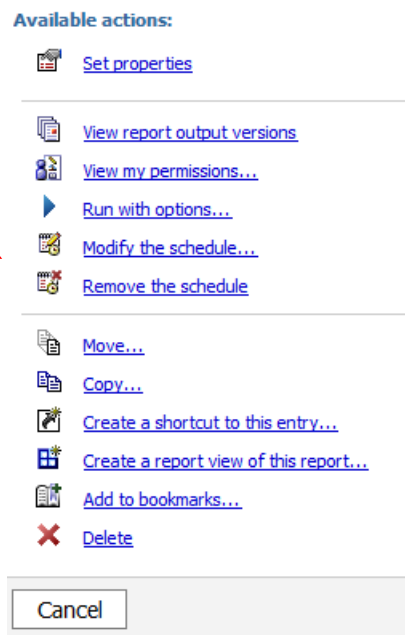 Available actions:
Set properties
View report output versions
View my permissions...
Run with options...
Modify the schedule...
Remove the schedule
Move...
Copy...
Create a shortcut to this entry...
Create a report view of this report...
Add to bookmarks...
Delete
Cancel